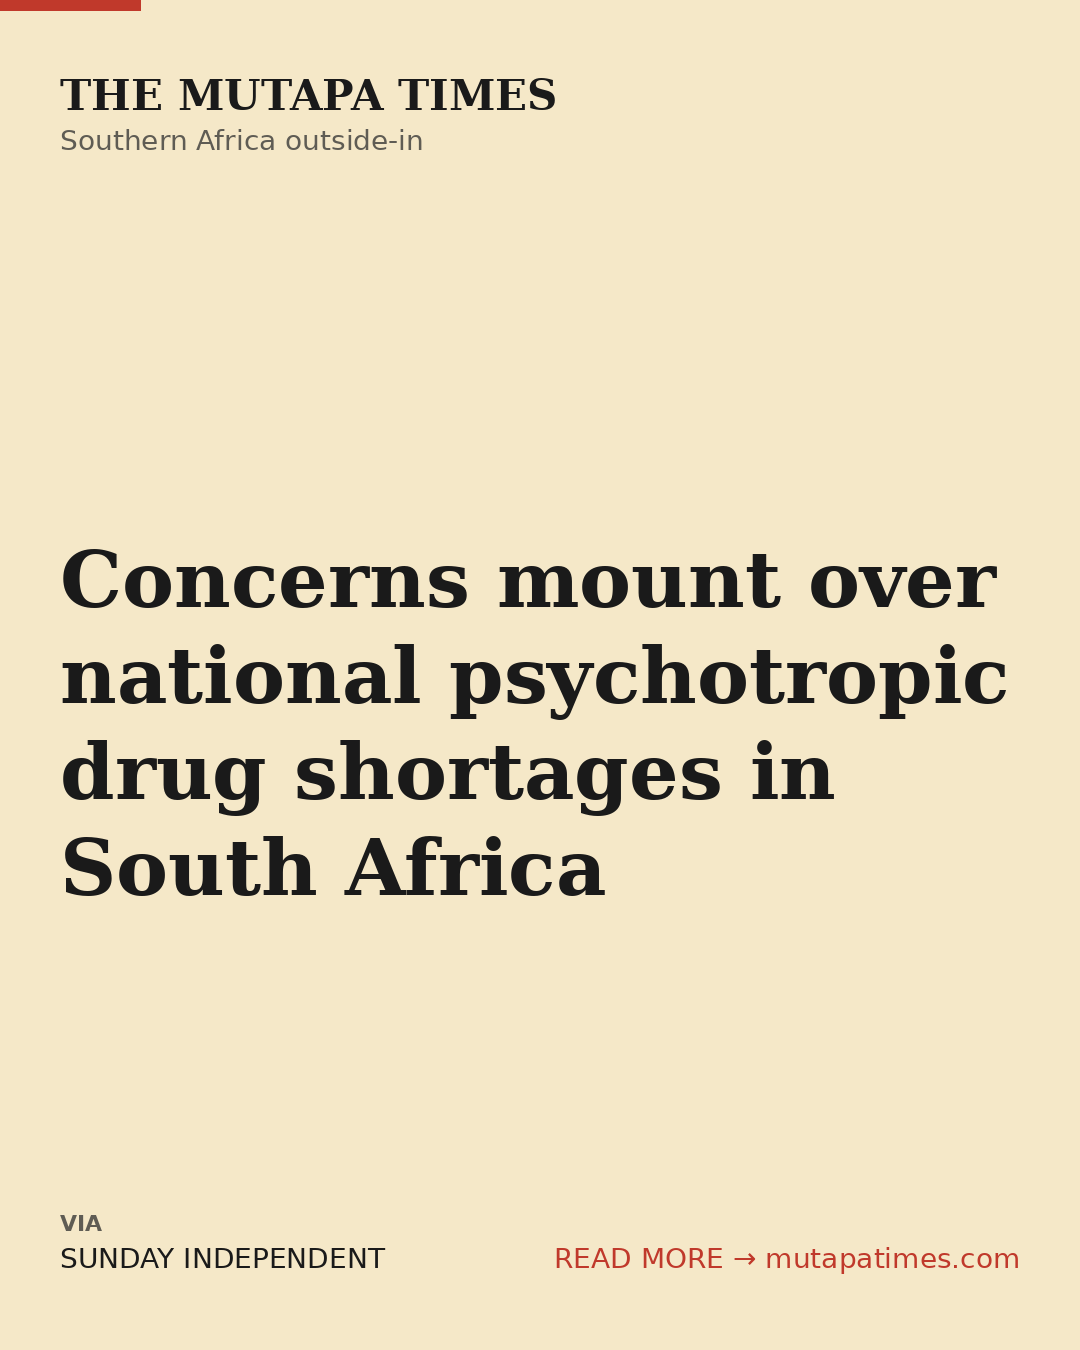 THE MUTAPA TIMES
Southern Africa outside-in
Concerns mount over
national psychotropic
drug shortages in
South Africa
VIA
SUNDAY INDEPENDENT
READ MORE → mutapatimes.com